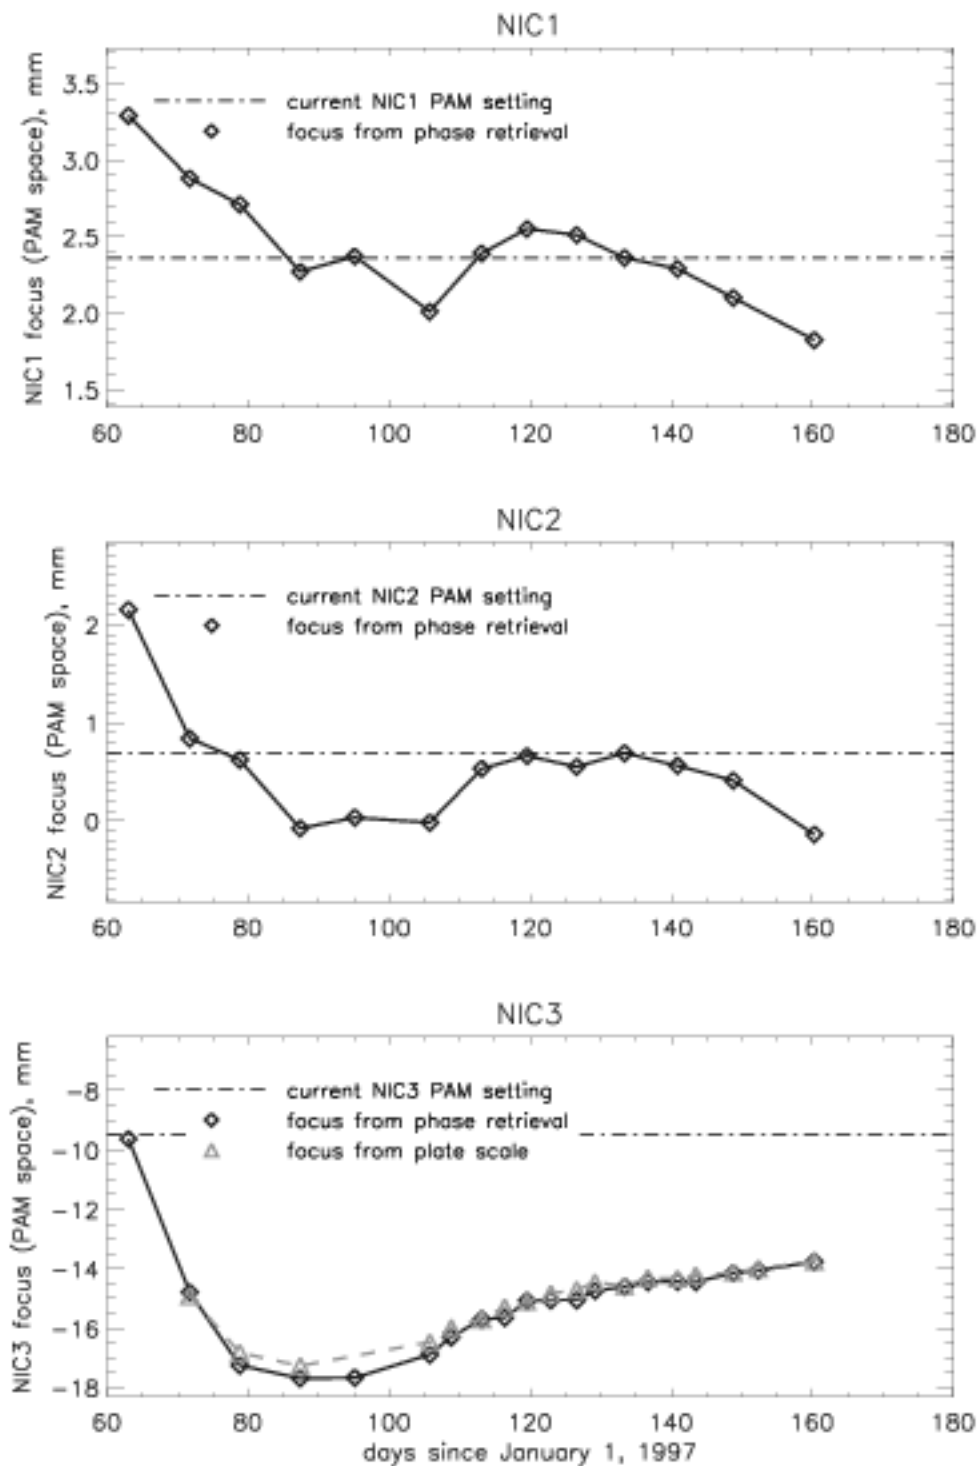 NIC1
NIC1 focus (PAM space), mm
3.5
3.0
2.5
2.0
1.5
current NIC1 PAM setting
focus from phase retrieval
60 80 100 120 140 160 180
NIC2
NIC2 focus (PAM space), mm
2
1
0
current NIC2 PAM setting
focus from phase retrieval
60 80 100 120 140 160 180
NIC3
NIC3 focus (PAM space), mm
-8
-10
-12
-14
-16
-18
current NIC3 PAM setting
focus from phase retrieval
focus from plate scale
60 80 100 120 140 160 180
days since January 1, 1997